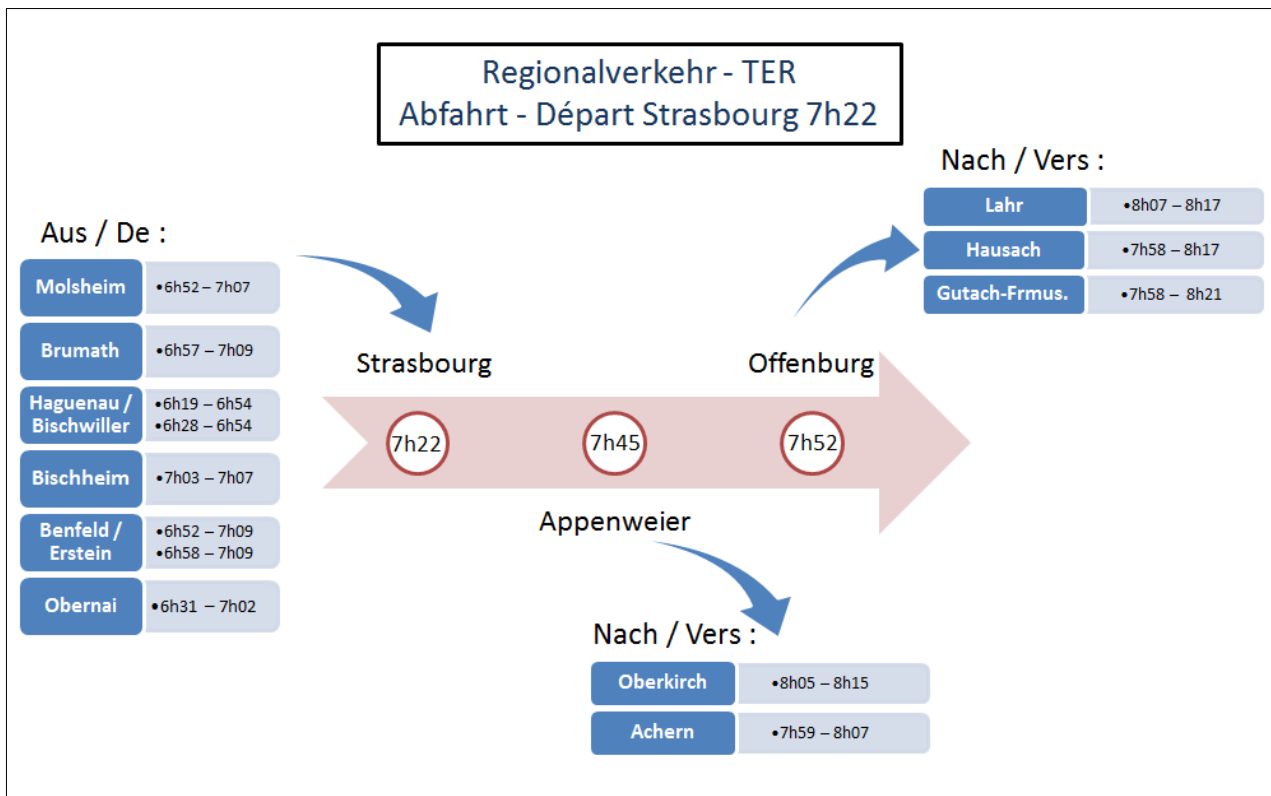 Regionalverkehr - TER
Abfahrt - Départ Strasbourg 7h22
Aus / De :
Molsheim
•6h52 – 7h07
Brumath
•6h57 – 7h09
Haguenau /
Bischwiller
•6h19 – 6h54
•6h28 – 6h54
Bischheim
•7h03 – 7h07
Benfeld /
Erstein
•6h52 – 7h09
•6h58 – 7h09
Obernai
•6h31 – 7h02
Strasbourg
Offenburg
7h22
7h45
7h52
Appenweier
Nach / Vers :
Lahr
•8h07 – 8h17
Hausach
•7h58 – 8h17
Gutach-Frmus.
•7h58 – 8h21
Nach / Vers :
Oberkirch
•8h05 – 8h15
Achern
•7h59 – 8h07